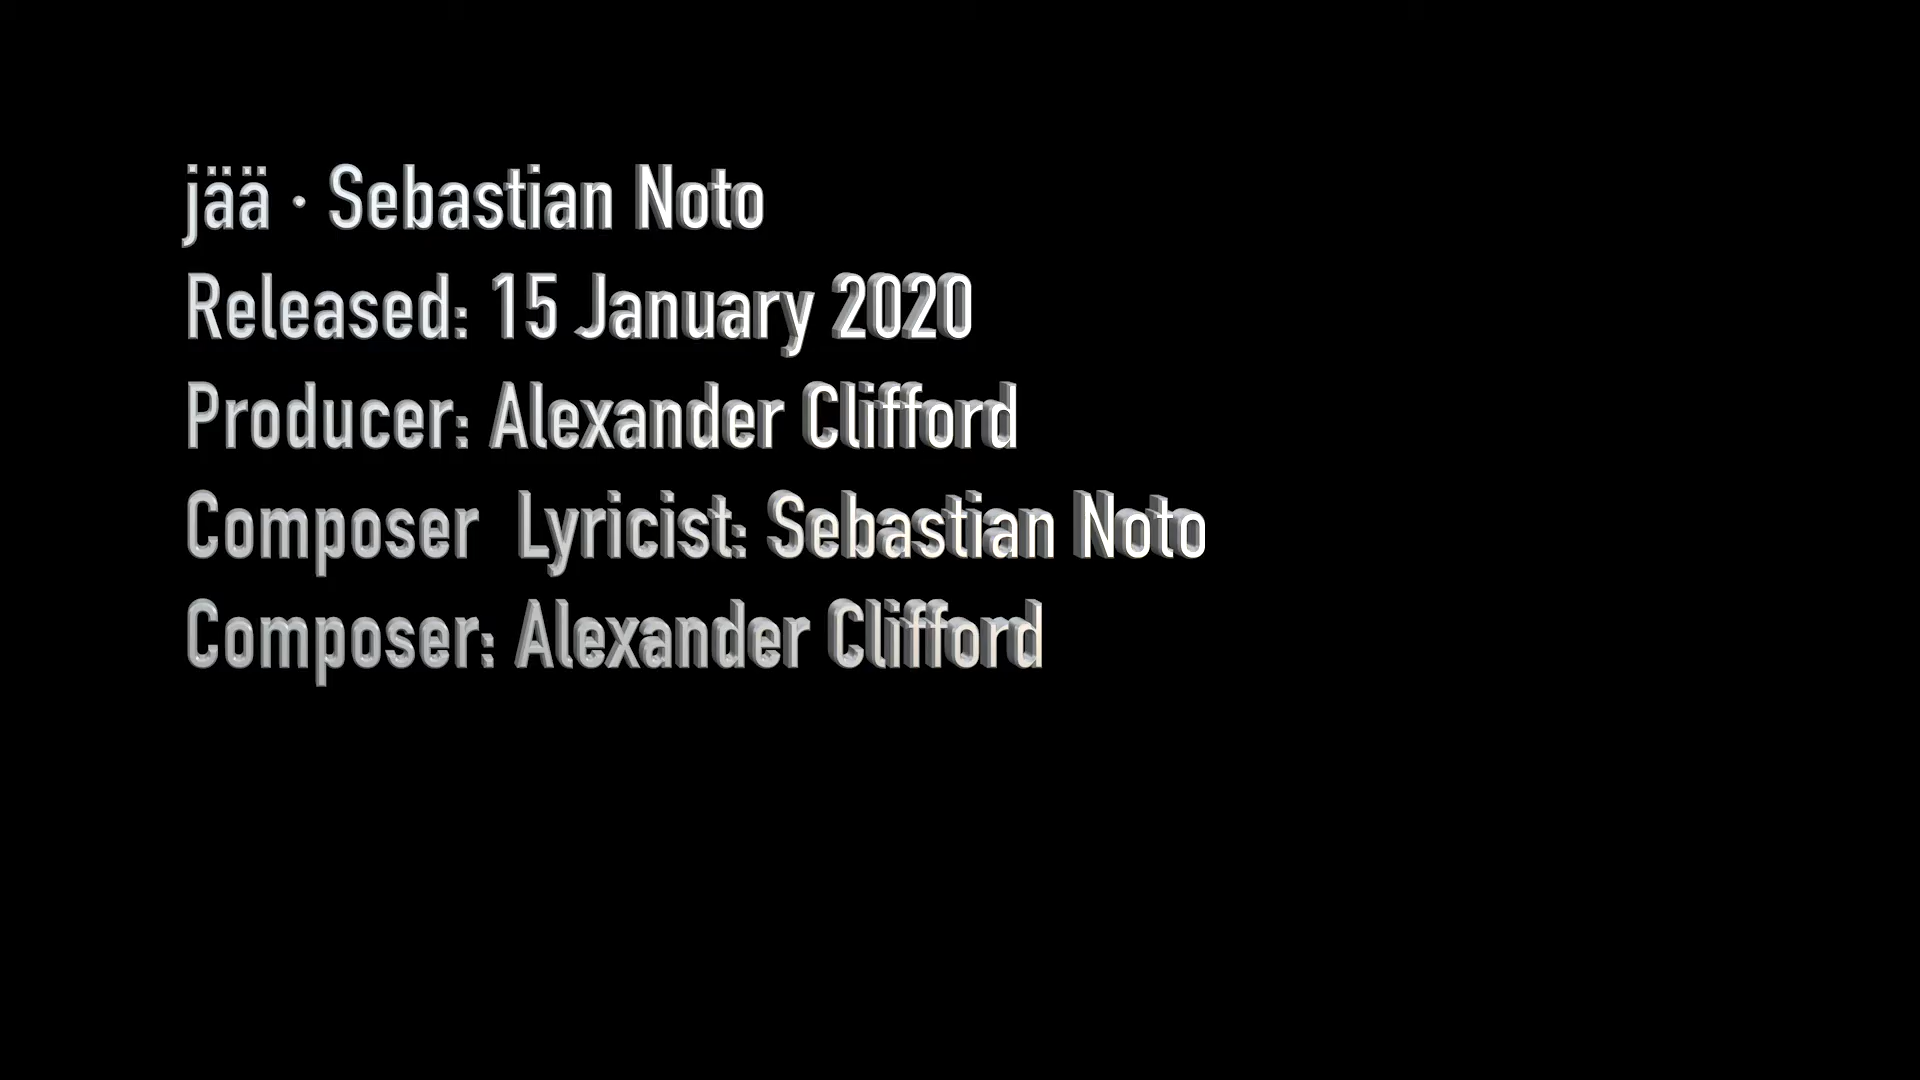 jää · Sebastian Noto
Released: 15 January 2020
Producer: Alexander Clifford
Composer  Lyricist: Sebastian Noto
Composer: Alexander Clifford